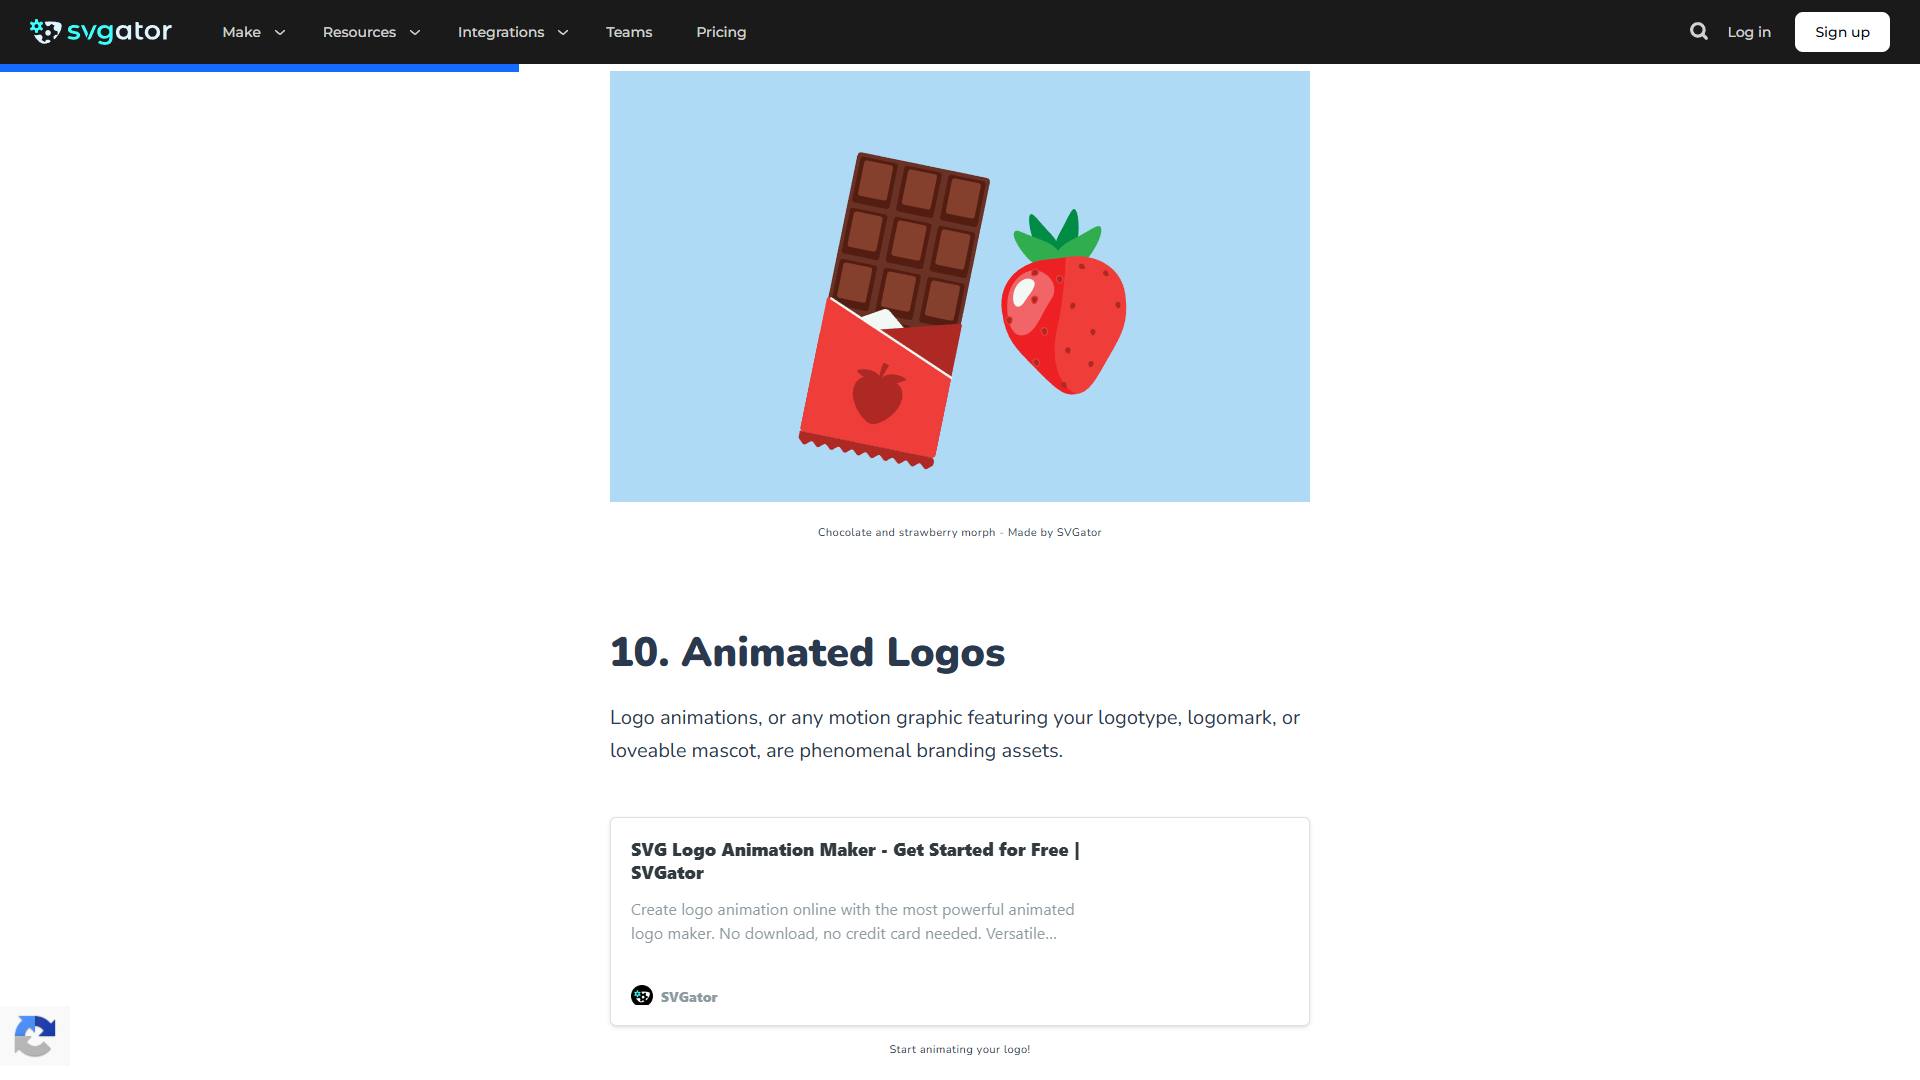 svgator
Make
Resources
Integrations
Teams
Pricing
Log in
Sign up
Chocolate and strawberry morph - Made by SVGator
10. Animated Logos
Logo animations, or any motion graphic featuring your logotype, logomark, or
loveable mascot, are phenomenal branding assets.
SVG Logo Animation Maker - Get Started for Free |
SVGator
Create logo animation online with the most powerful animated
logo maker. No download, no credit card needed. Versatile...
SVGator
Start animating your logo!